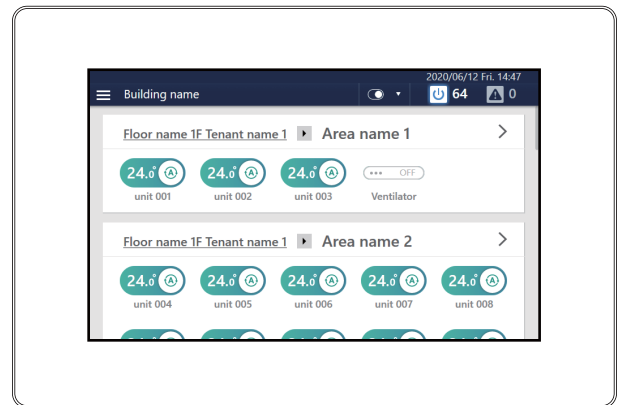 2020/06/12 Fri. 14:47
Building name 64 0
Floor name 1F Tenant name 1 Area name 1
24.0° A 24.0° A 24.0° A OFF
unit 001 unit 002 unit 003 Ventilator
Floor name 1F Tenant name 1 Area name 2
24.0° A 24.0° A 24.0° A 24.0° A 24.0° A
unit 004 unit 005 unit 006 unit 007 unit 008